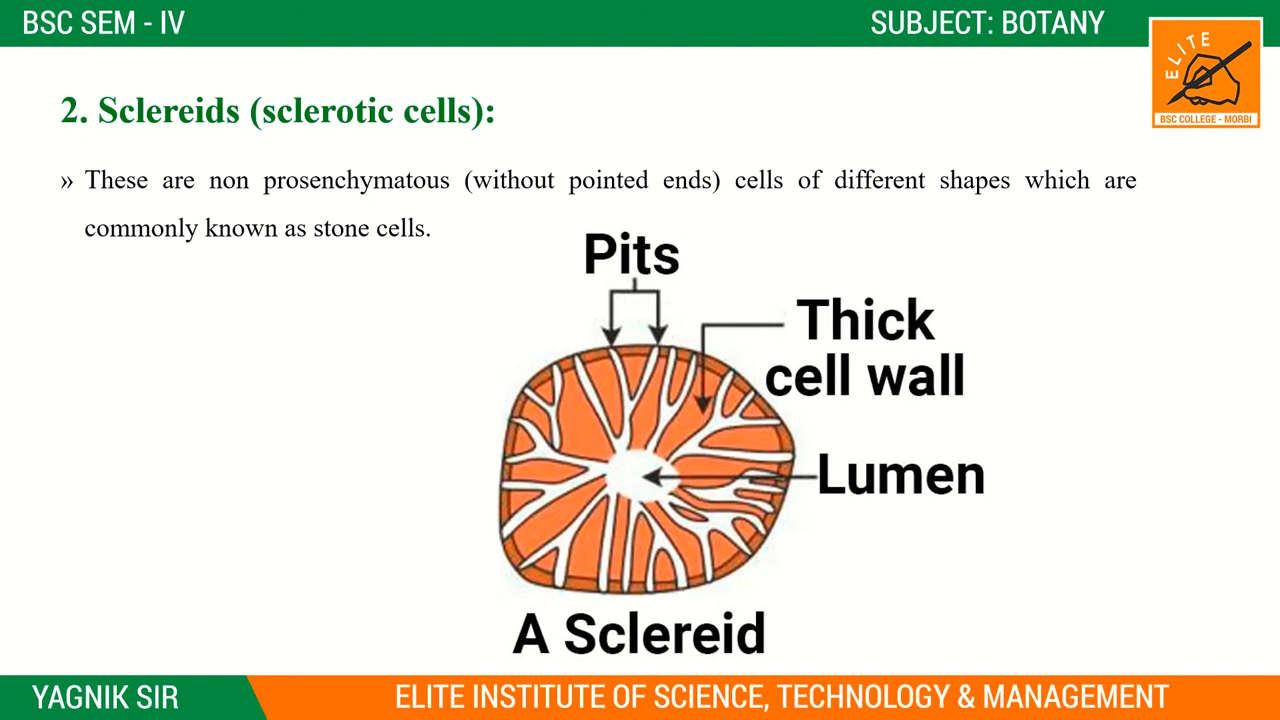 BSC SEM - IV
SUBJECT: BOTANY
ELITE
BSC COLLEGE - MORBI
2. Sclereids (sclerotic cells):
» These are non prosenchymatous (without pointed ends) cells of different shapes which are
commonly known as stone cells.
Pits
Thick
cell wall
Lumen
A Sclereid
YAGNIK SIR
ELITE INSTITUTE OF SCIENCE, TECHNOLOGY & MANAGEMENT